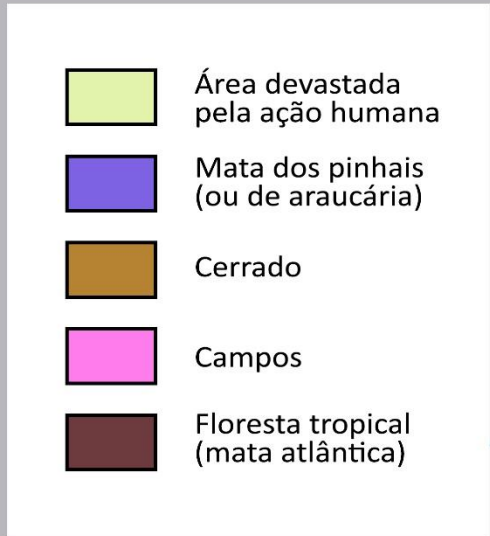 Área devastada
pela ação humana
Mata dos pinhais
(ou de araucária)
Cerrado
Campos
Floresta tropical
(mata atlântica)